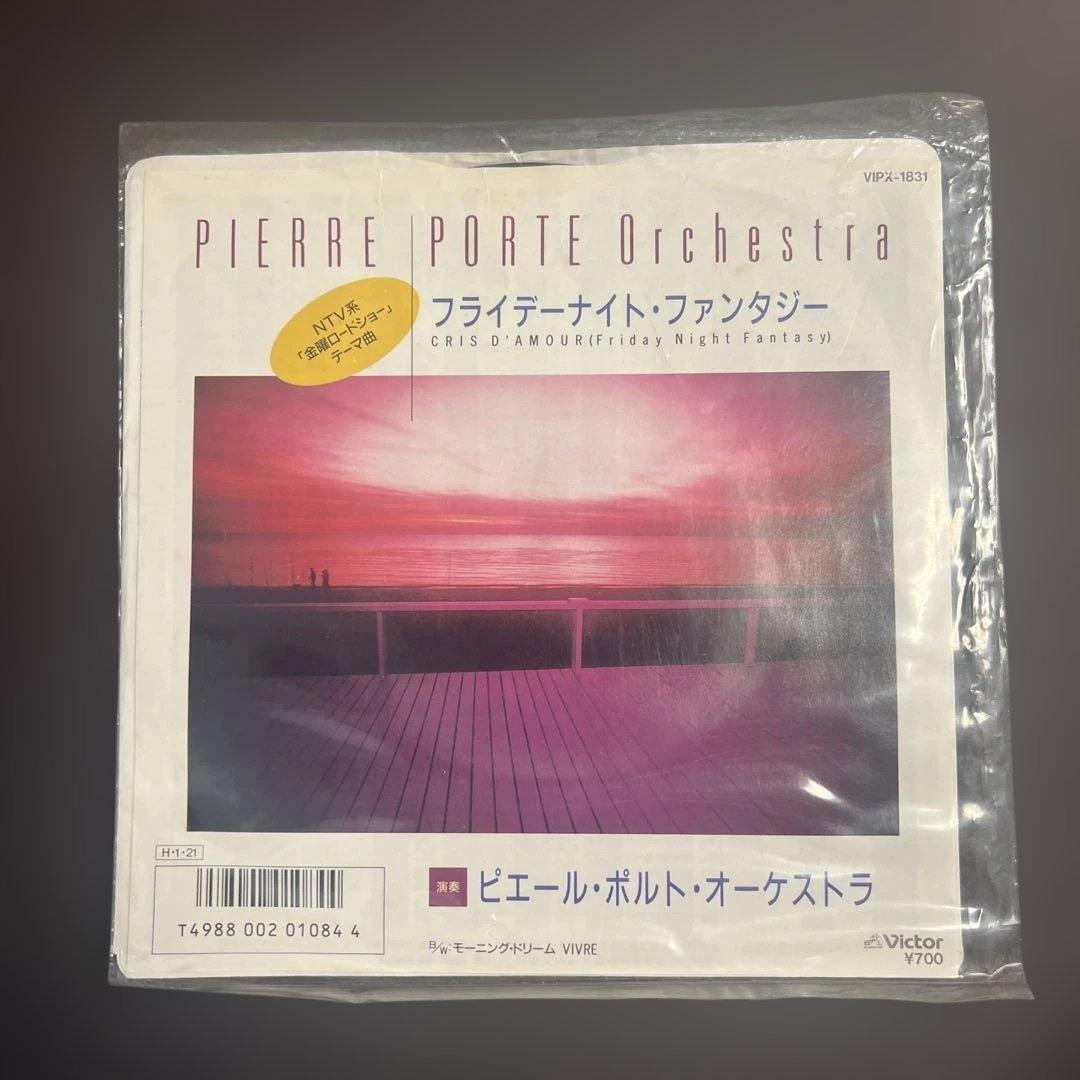 VIPX-1831
PIERRE PORTE Orchestra
NTV系
「金曜ロードショー」
テーマ曲
フライデーナイト・ファンタジー
CRIS D'AMOUR(Friday Night Fantasy)
H・1・21
T4988 002 01084 4
演奏 ピエール・ポルト・オーケストラ
B/W:モーニング・ドリーム VIVRE
Victor
¥700